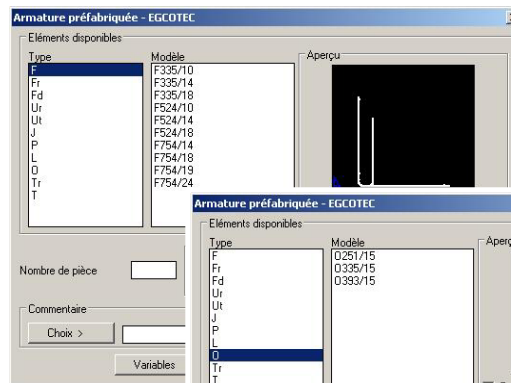 Armature préfabriquée - EGCOTEC
Eléments disponibles
Type
F
Fr
Fd
Ur
Ut
J
P
L
O
Tr
T
Modèle
F335/10
F335/14
F335/18
F524/10
F524/14
F524/18
F754/14
F754/18
F754/19
F754/24
Aperçu
Nombre de pièce
Commentaire
Choix >
Variables
Armature préfabriquée - EGCOTEC
Eléments disponibles
Type
F
Fr
Fd
Ur
Ut
J
P
L
O
Tr
T
Modèle
O251/15
O335/15
O393/15